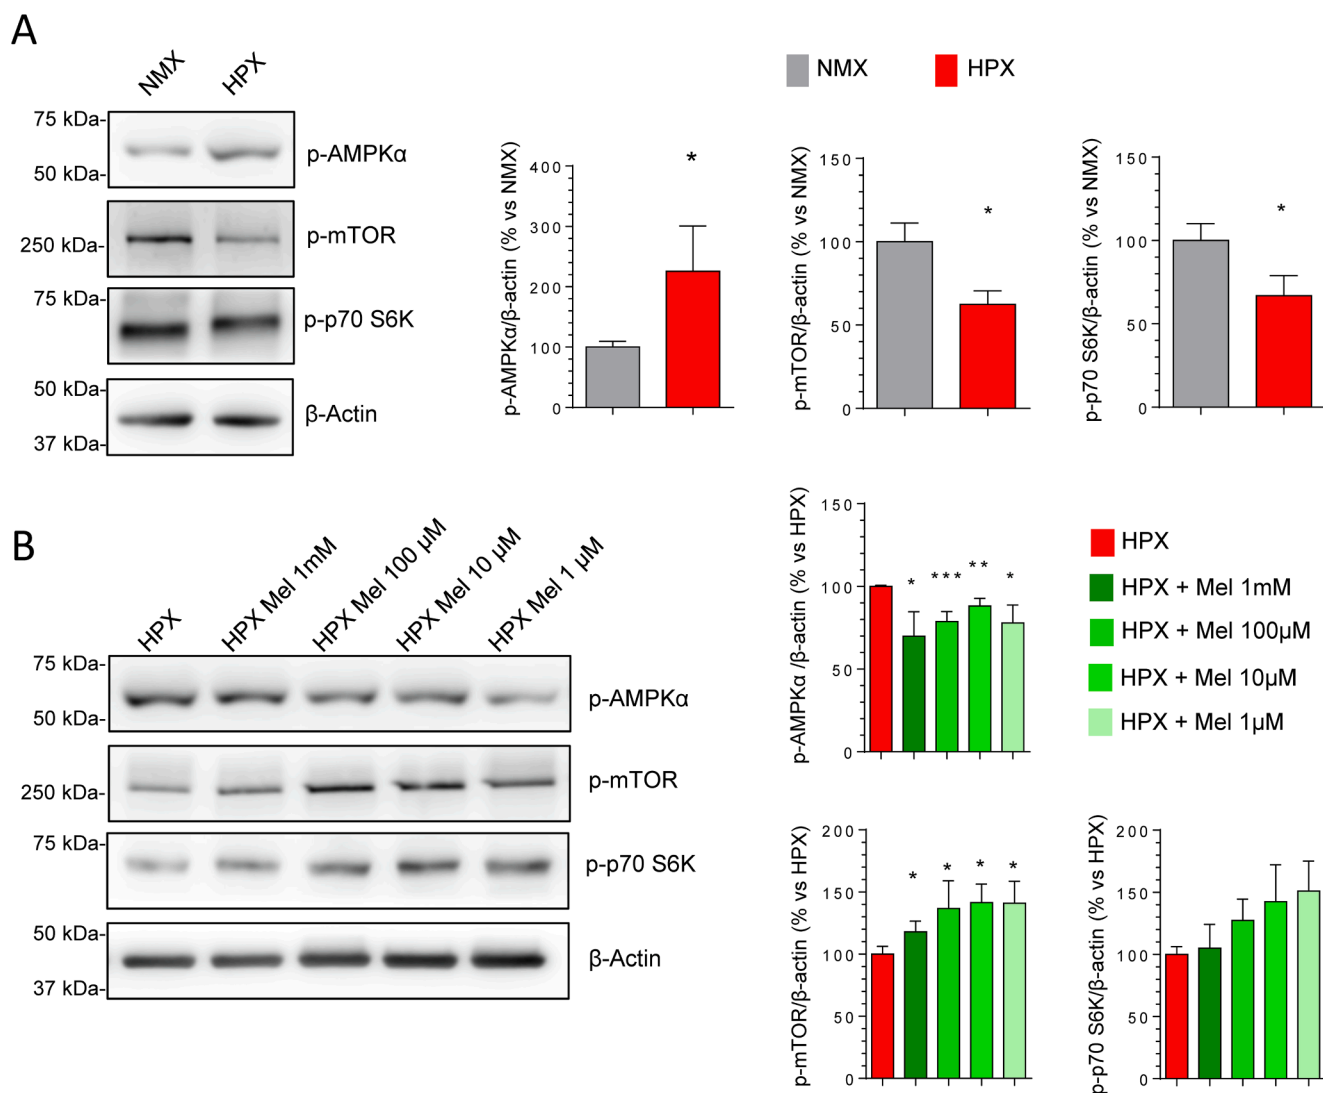 A
NMX
HPX
75 kDa-
50 kDa-
p-AMPKα
250 kDa-
p-mTOR
75 kDa-
p-p70 S6K
50 kDa-
37 kDa-
β-Actin
NMX
HPX
p-AMPKα/β-actin (% vs NMX)
400
300
200
100
0
*
p-mTOR/β-actin (% vs NMX)
150
100
50
0
*
p-p70 S6K/β-actin (% vs NMX)
150
100
50
0
*
B
HPX
HPX Mel 1mM
HPX Mel 100 µM
HPX Mel 10 µM
HPX Mel 1 µM
75 kDa-
50 kDa-
p-AMPKα
250 kDa-
p-mTOR
75 kDa-
p-p70 S6K
50 kDa-
37 kDa-
β-Actin
p-AMPKα /β-actin (% vs HPX)
150
100
50
0
*
***
**
*
HPX
HPX + Mel 1mM
HPX + Mel 100µM
HPX + Mel 10µM
HPX + Mel 1µM
p-mTOR/β-actin (% vs HPX)
200
150
100
50
0
*
*
*
*
p-p70 S6K/β-actin (% vs HPX)
200
150
100
50
0